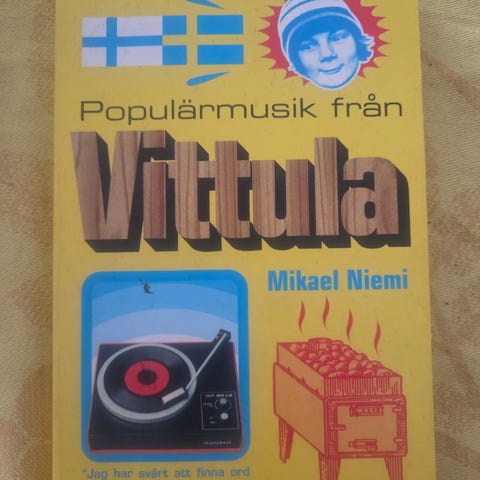 Populärmusik från
Vittula
Mikael Niemi
"Jag har svårt att finna ord